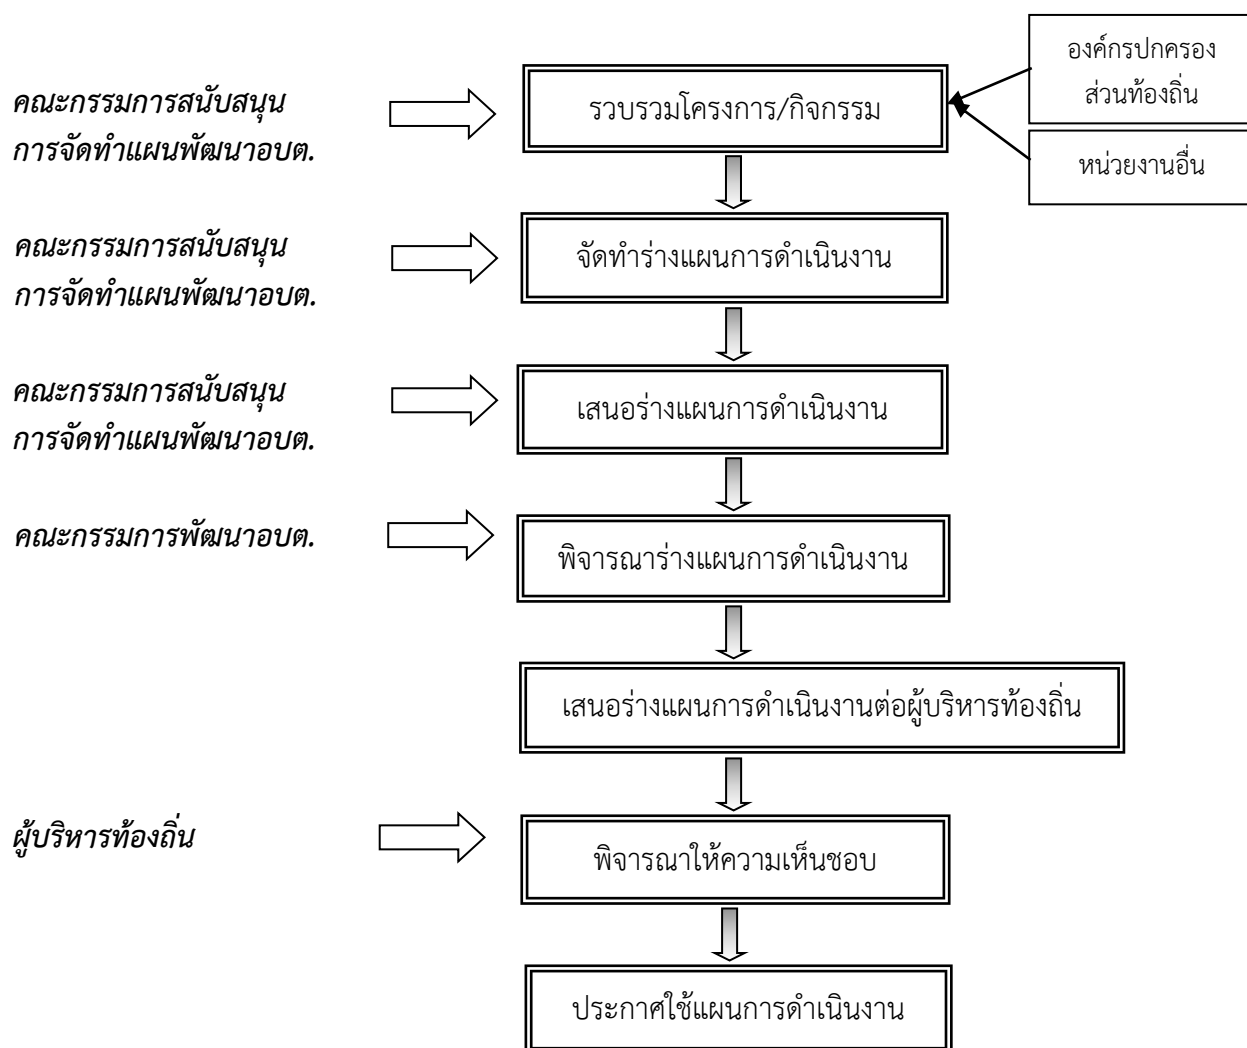 องค์กรปกครอง
ส่วนท้องถิ่น
คณะกรรมการสนับสนุน
การจัดทำแผนพัฒนาอบต.
รวบรวมโครงการ/กิจกรรม
หน่วยงานอื่น
คณะกรรมการสนับสนุน
การจัดทำแผนพัฒนาอบต.
จัดทำร่างแผนการดำเนินงาน
คณะกรรมการสนับสนุน
การจัดทำแผนพัฒนาอบต.
เสนอร่างแผนการดำเนินงาน
คณะกรรมการพัฒนาอบต.
พิจารณาร่างแผนการดำเนินงาน
เสนอร่างแผนการดำเนินงานต่อผู้บริหารท้องถิ่น
ผู้บริหารท้องถิ่น
พิจารณาให้ความเห็นชอบ
ประกาศใช้แผนการดำเนินงาน